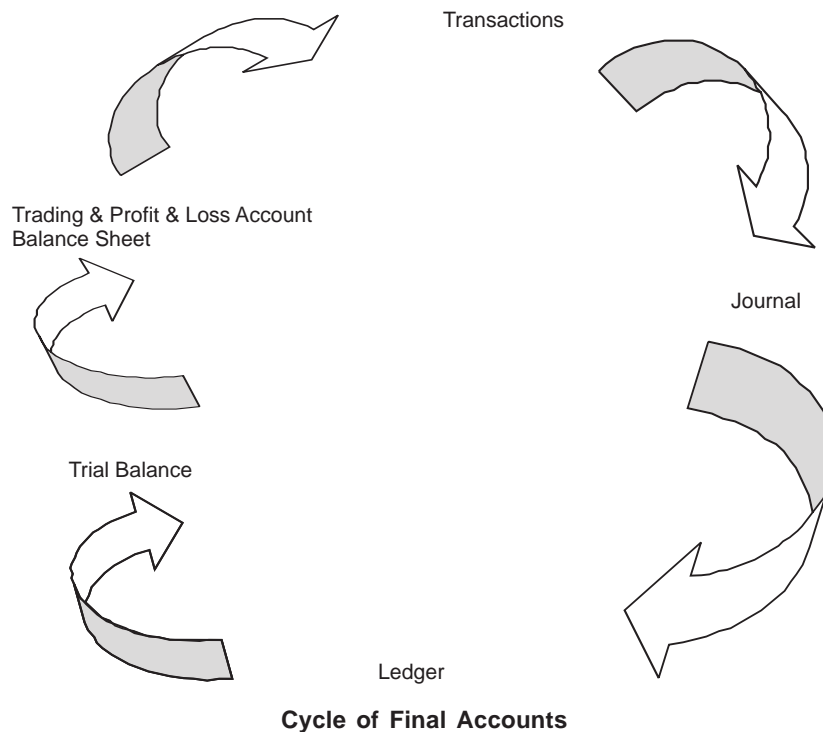 Transactions
Trading & Profit & Loss Account
Balance Sheet
Journal
Trial Balance
Ledger
Cycle of Final Accounts